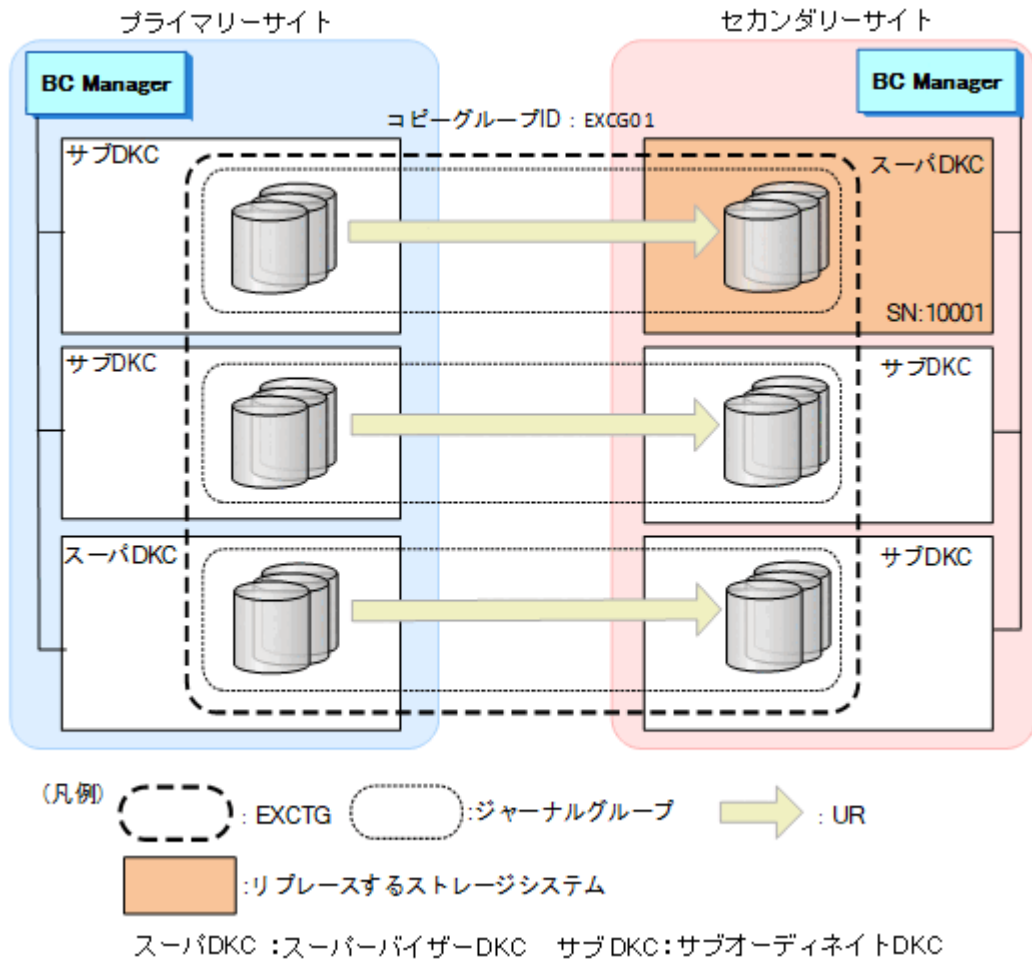 プライマリーサイト
セカンダリーサイト
BC Manager
BC Manager
コピーグループID：EXCG01
サブDKC
スーパDKC
SN:10001
サブDKC
サブDKC
スーパDKC
サブDKC
(凡例)
: EXCTG
:ジャーナルグループ
: UR
:リプレースするストレージシステム
スーパDKC：スーパーバイザーDKC サブDKC：サブオーディネイトDKC